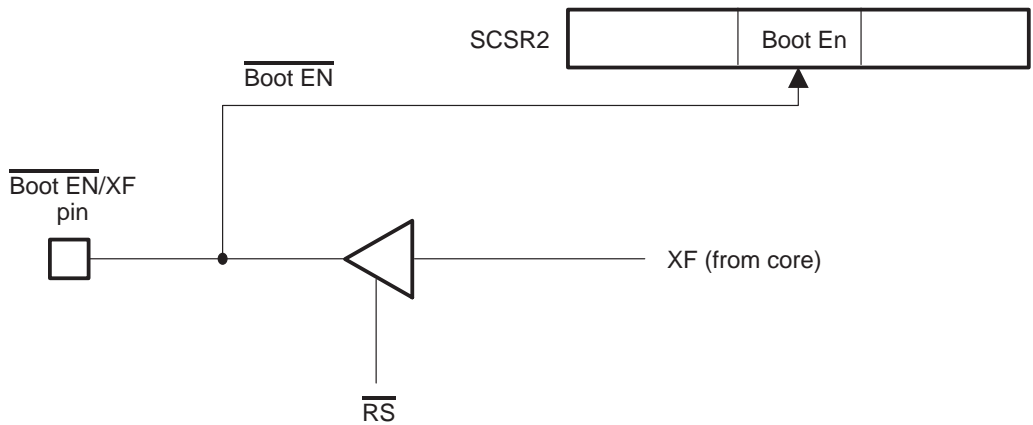 SCSR2
Boot En
Boot EN
Boot EN/XF
pin
XF (from core)
RS